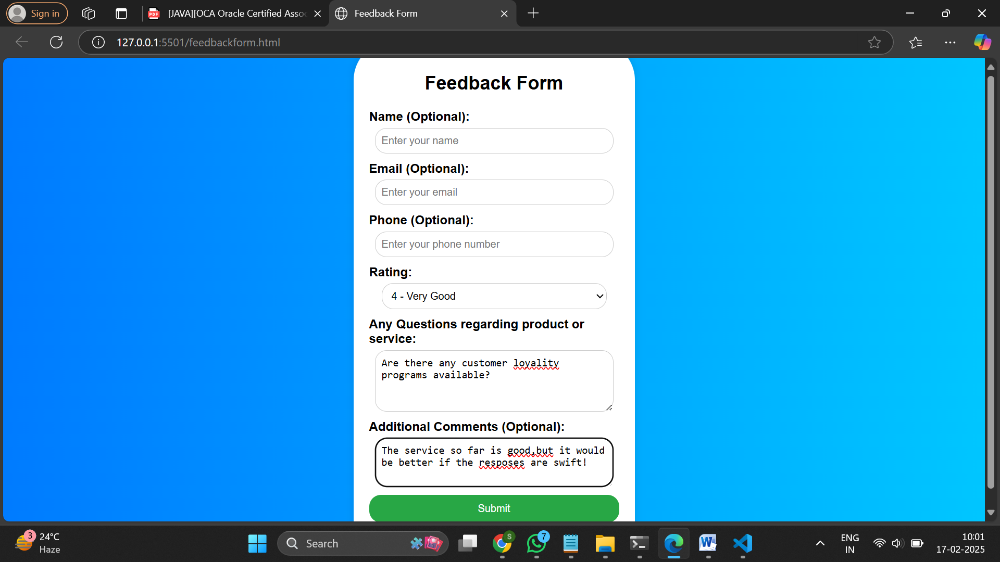 Sign in
[JAVA][OCA Oracle Certified Asso
Feedback Form
127.0.0.1:5501/feedbackform.html
Feedback Form
Name (Optional):
Enter your name
Email (Optional):
Enter your email
Phone (Optional):
Enter your phone number
Rating:
4 - Very Good
Any Questions regarding product or
service:
Are there any customer loyality
programs available?
Additional Comments (Optional):
The service so far is good,but it would
be better if the resposes are swift!
Submit
3
24°C
Haze
Search
S
7
ENG
IN
10:01
17-02-2025